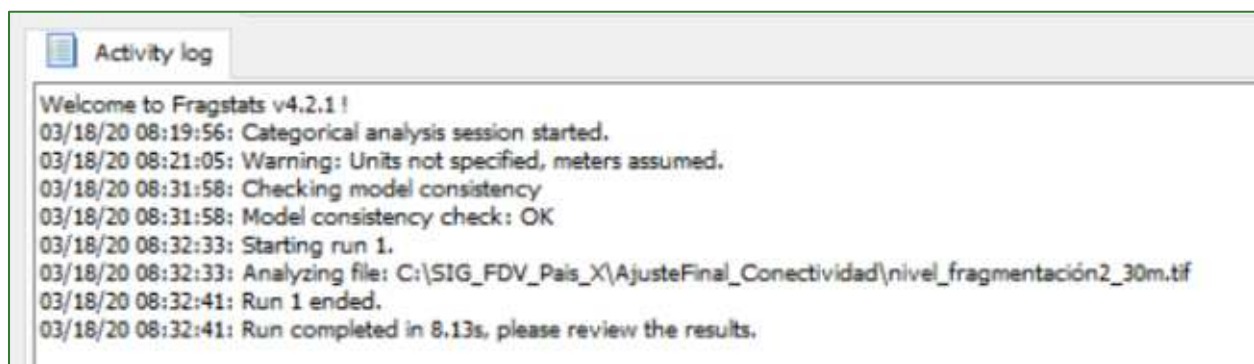 Activity log
Welcome to Fragstats v4.2.1 !
03/18/20 08:19:56: Categorical analysis session started.
03/18/20 08:21:05: Warning: Units not specified, meters assumed.
03/18/20 08:31:58: Checking model consistency
03/18/20 08:31:58: Model consistency check: OK
03/18/20 08:32:33: Starting run 1.
03/18/20 08:32:33: Analyzing file: C:\SIG_FDV_Pais_X\AjusteFinal_Conectividad\nivel_fragmentación2_30m.tif
03/18/20 08:32:41: Run 1 ended.
03/18/20 08:32:41: Run completed in 8.13s, please review the results.